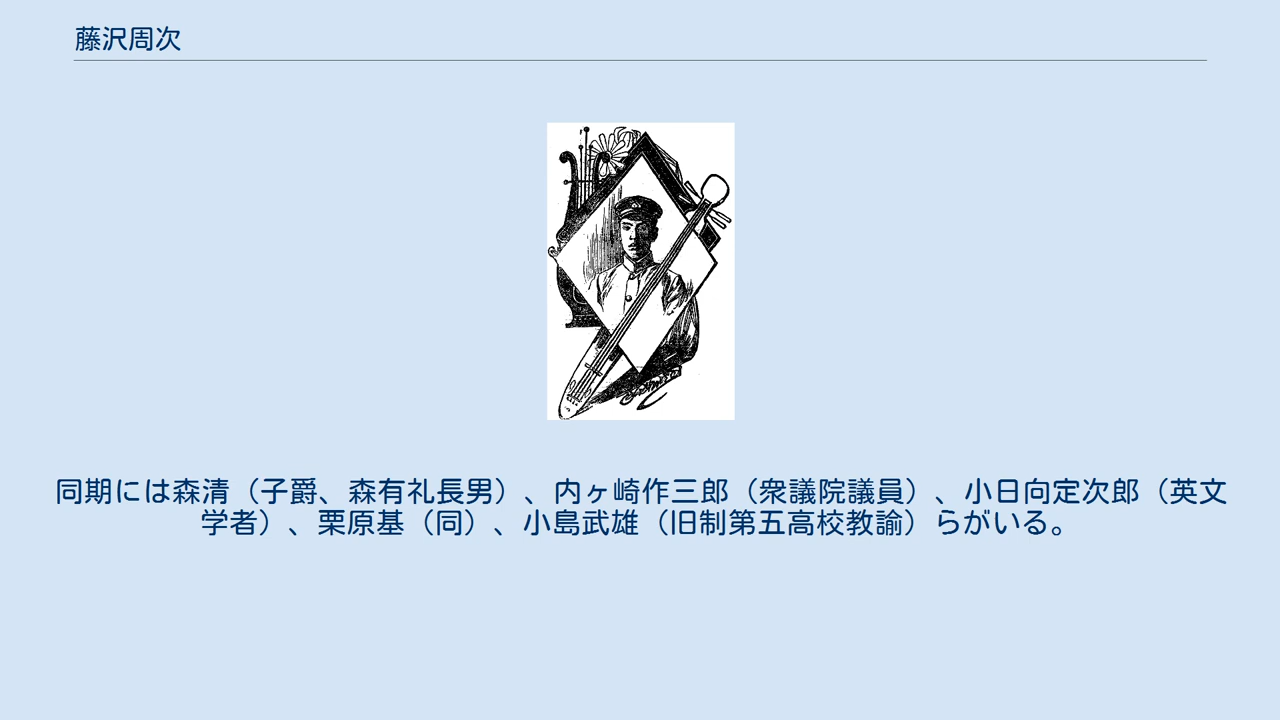 藤沢周次
同期には森清（子爵、森有礼長男）、内ヶ崎作三郎（衆議院議員）、小日向定次郎（英文
学者）、栗原基（同）、小島武雄（旧制第五高校教諭）らがいる。